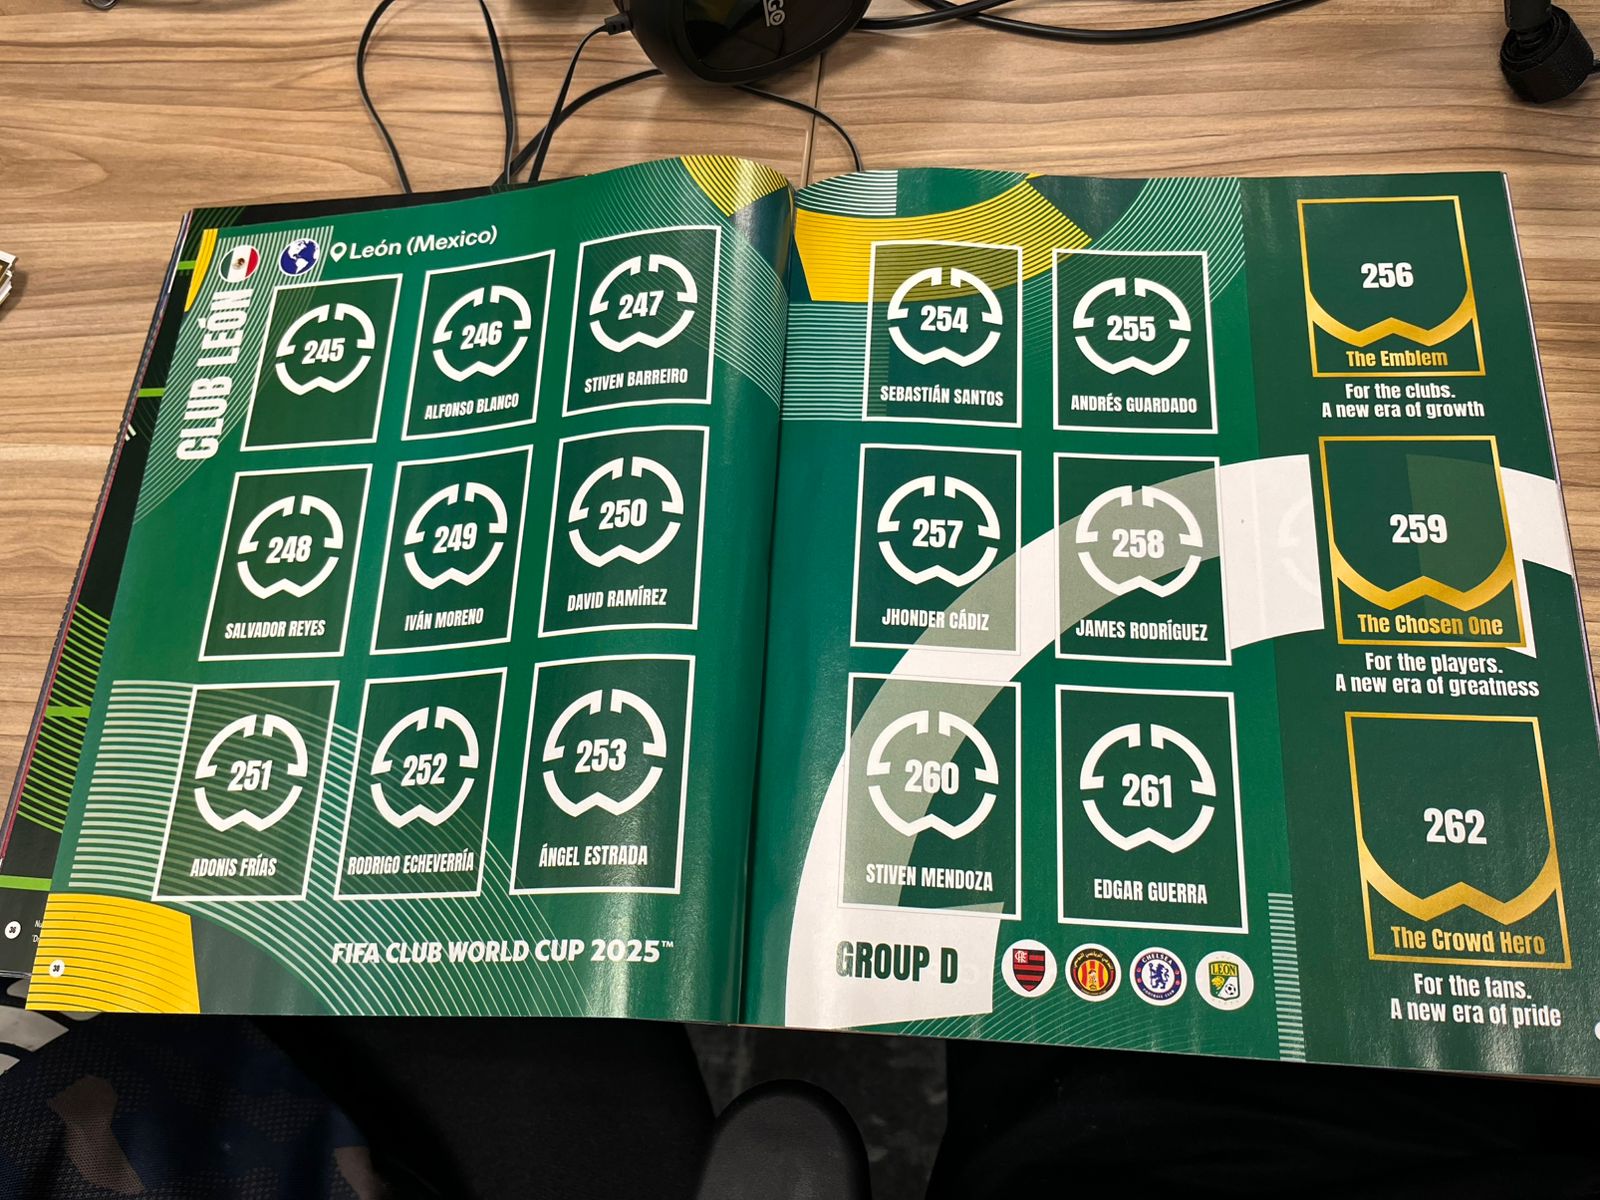 León (Mexico)
CLUB LEÓN
245
246
ALFONSO BLANCO
247
STIVEN BARREIRO
248
SALVADOR REYES
249
IVÁN MORENO
250
DAVID RAMÍREZ
251
ADONIS FRÍAS
252
RODRIGO ECHEVERRÍA
253
ÁNGEL ESTRADA
FIFA CLUB WORLD CUP 2025™
38
36
254
SEBASTIÁN SANTOS
255
ANDRÉS GUARDADO
256
The Emblem
For the clubs.
A new era of growth
257
JHONDER CÁDIZ
258
JAMES RODRÍGUEZ
259
The Chosen One
For the players.
A new era of greatness
260
STIVEN MENDOZA
261
EDGAR GUERRA
262
The Crowd Hero
For the fans.
A new era of pride
GROUP D
CHELSEA
LEON